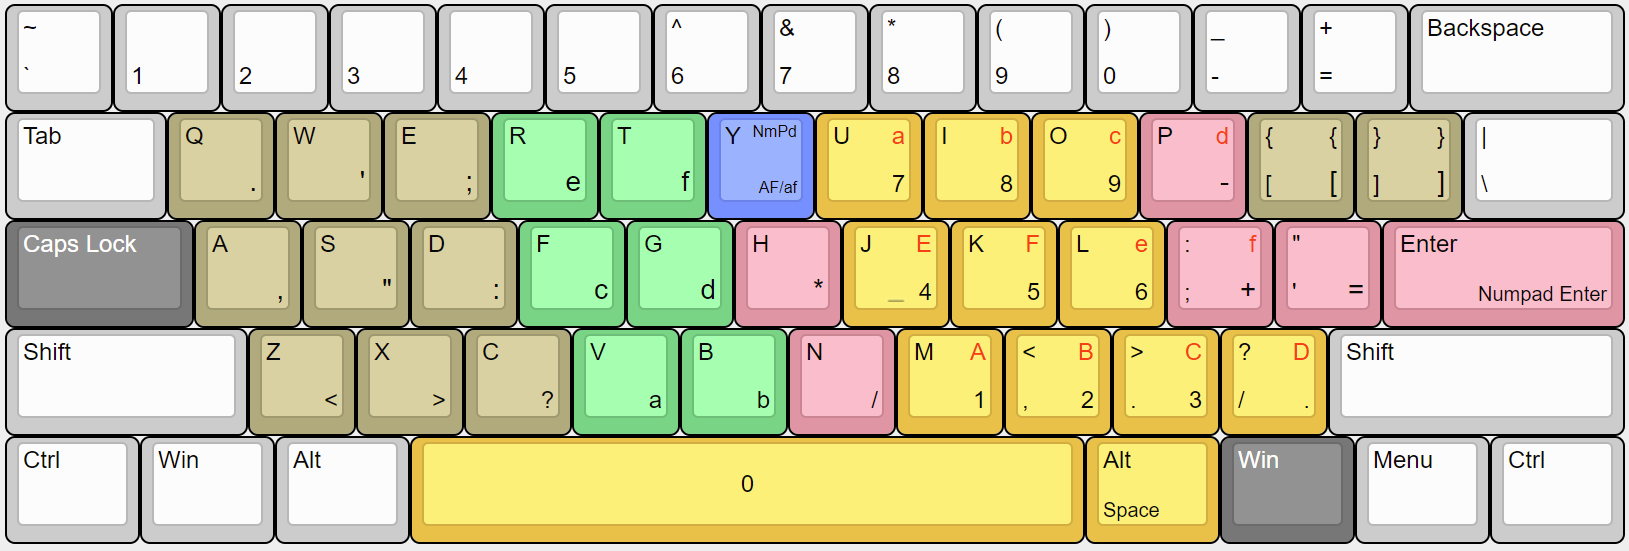 ~ ^ & * ( ) _ + Backspace
` 1 2 3 4 5 6 7 8 9 0 - =
Tab Q W E R T Y NmPd U a I b O c P d { { } } |
. ' ; e f AF/af 7 8 9 - [ [ ] ] \
Caps Lock A S D F G H J E K F L e : f " Enter
, " : c d * _ 4 5 6 ; + ' = Numpad Enter
Shift Z X C V B N M A < B > C ? D Shift
< > ? a b / 1 , 2 . 3 / .
Ctrl Win Alt Alt Win Menu Ctrl
0
Space